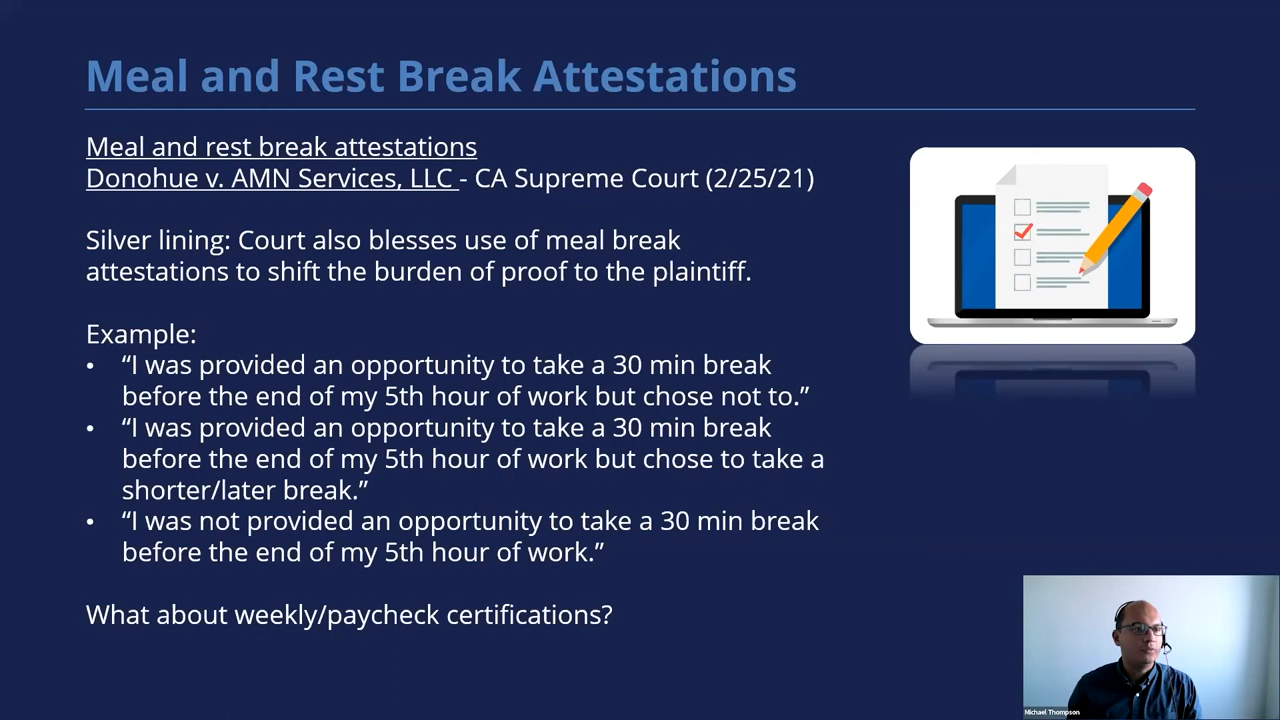 Meal and Rest Break Attestations
Meal and rest break attestations
Donohue v. AMN Services, LLC - CA Supreme Court (2/25/21)
Silver lining: Court also blesses use of meal break
attestations to shift the burden of proof to the plaintiff.
Example:
• “I was provided an opportunity to take a 30 min break
before the end of my 5th hour of work but chose not to.”
• “I was provided an opportunity to take a 30 min break
before the end of my 5th hour of work but chose to take a
shorter/later break.”
• “I was not provided an opportunity to take a 30 min break
before the end of my 5th hour of work.”
What about weekly/paycheck certifications?
Michael Thompson